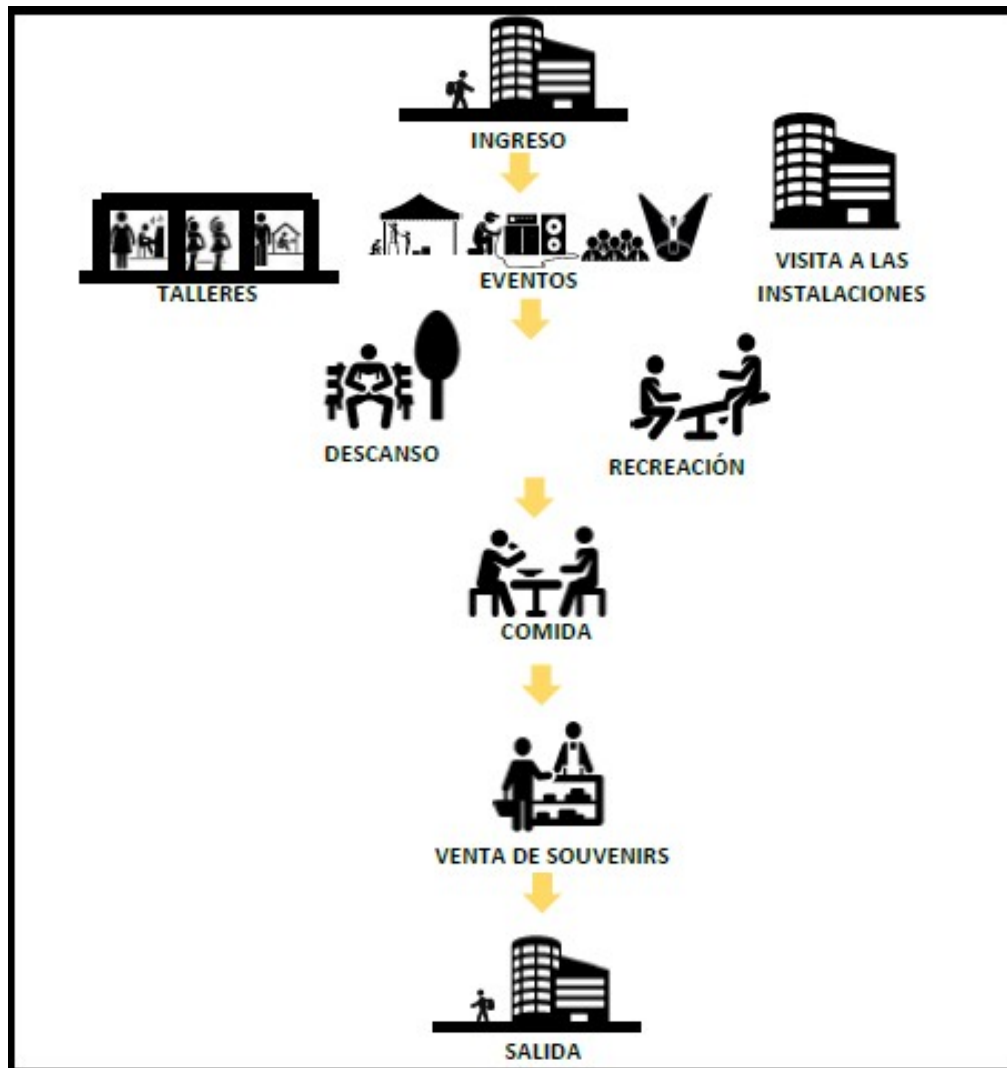 INGRESO
TALLERES
EVENTOS
VISITA A LAS
INSTALACIONES
DESCANSO
RECREACIÓN
COMIDA
VENTA DE SOUVENIRS
SALIDA